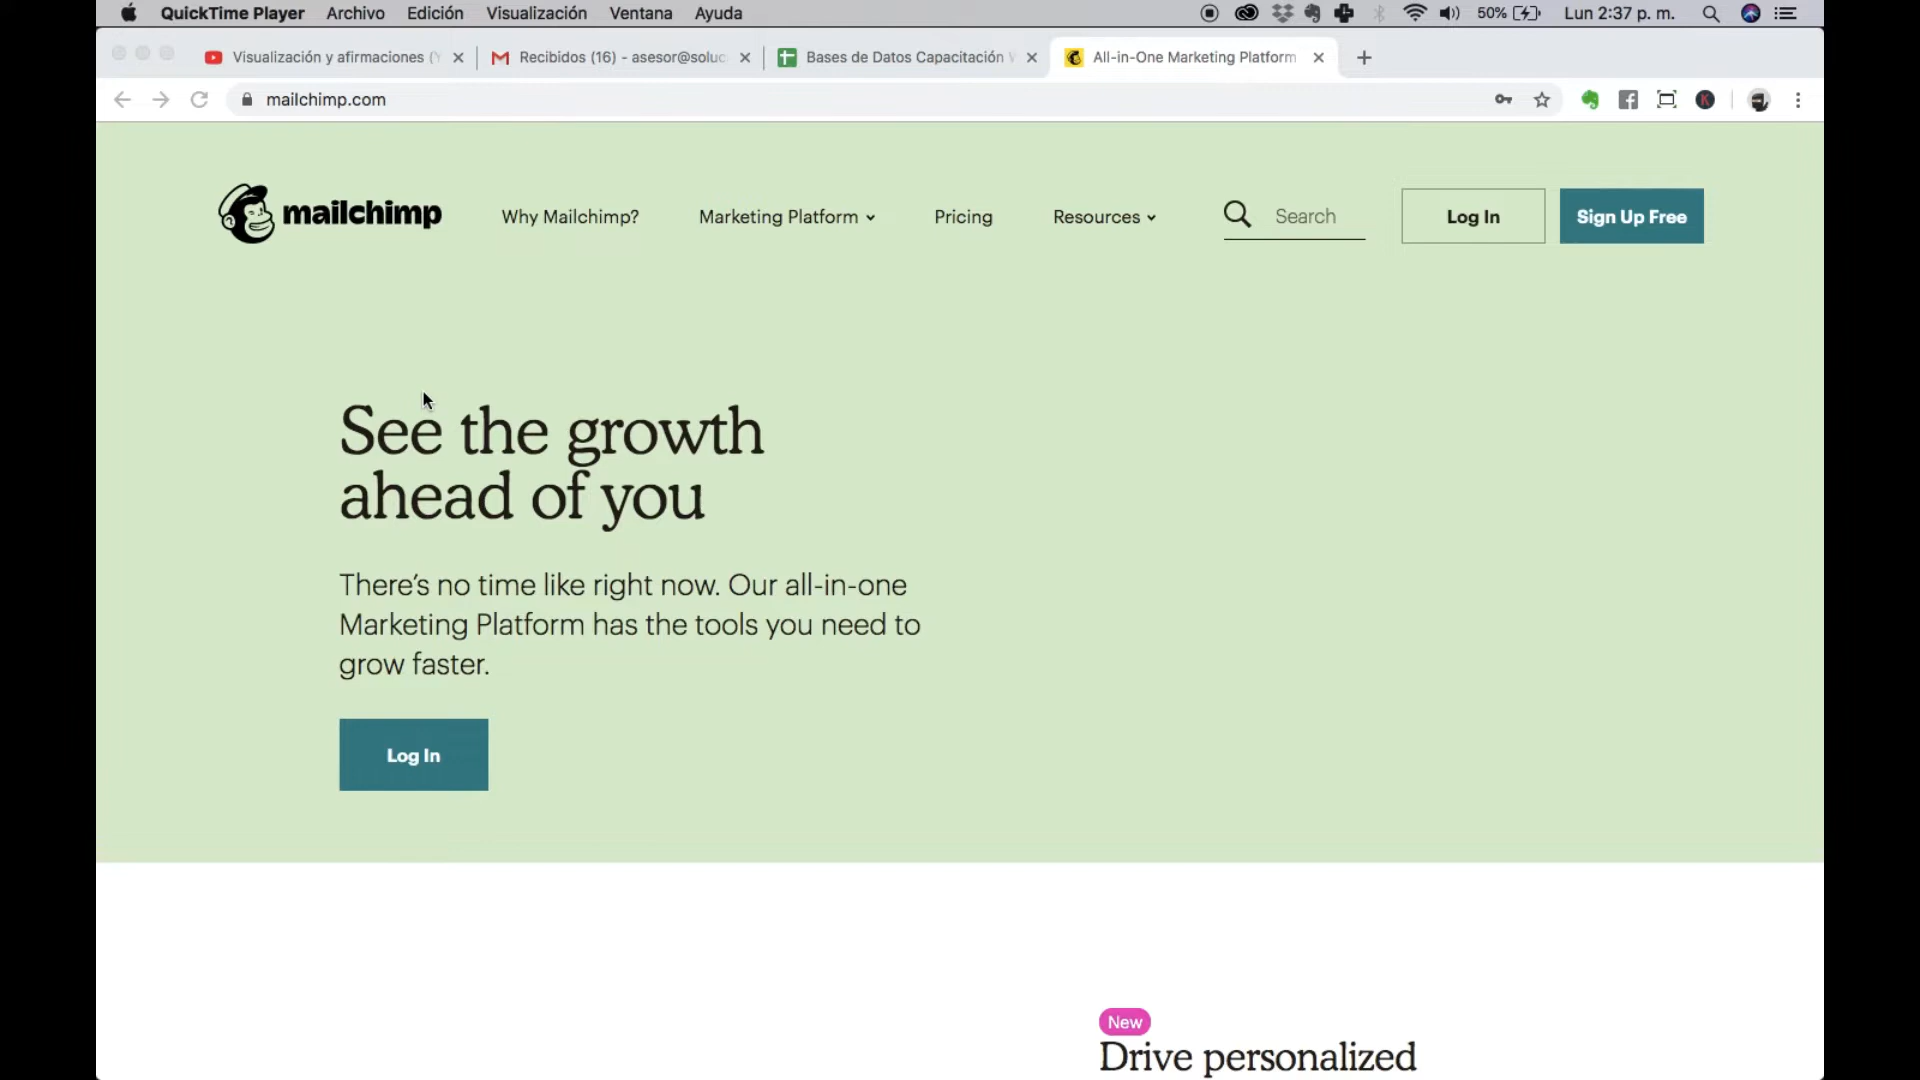 QuickTime Player Archivo Edición Visualización Ventana Ayuda 50% Lun 2:37 p. m.
Visualización y afirmaciones ( Recibidos (16) - asesor@soluc Bases de Datos Capacitación All-in-One Marketing Platform
mailchimp.com
mailchimp Why Mailchimp? Marketing Platform Pricing Resources Search Log In Sign Up Free
See the growth
ahead of you
There’s no time like right now. Our all-in-one
Marketing Platform has the tools you need to
grow faster.
Log In
New
Drive personalized